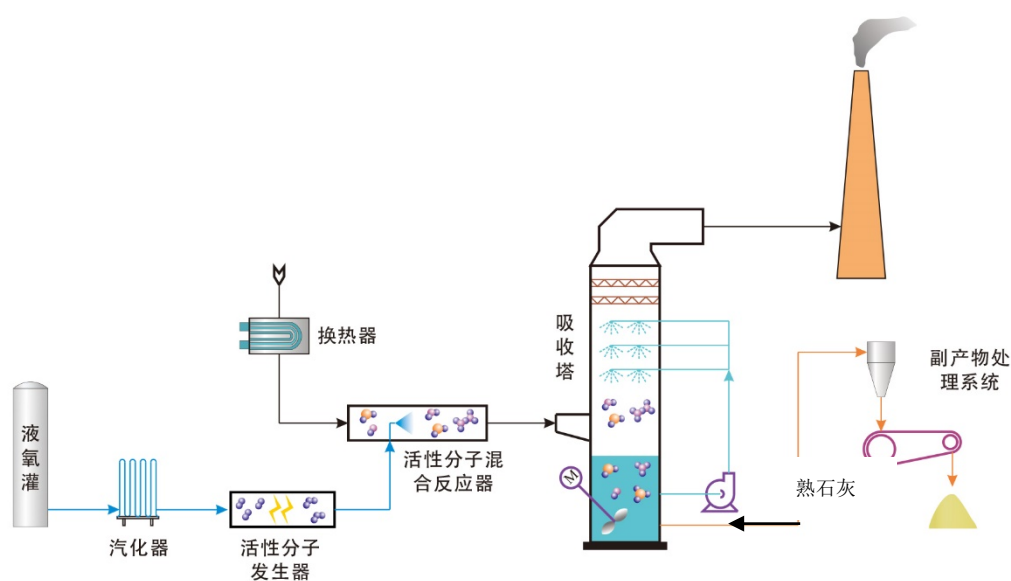 吸
收
塔
换热器
副产物处
理系统
液
氧
罐
活性分子混
合反应器
M
熟石灰
汽化器
活性分子
发生器